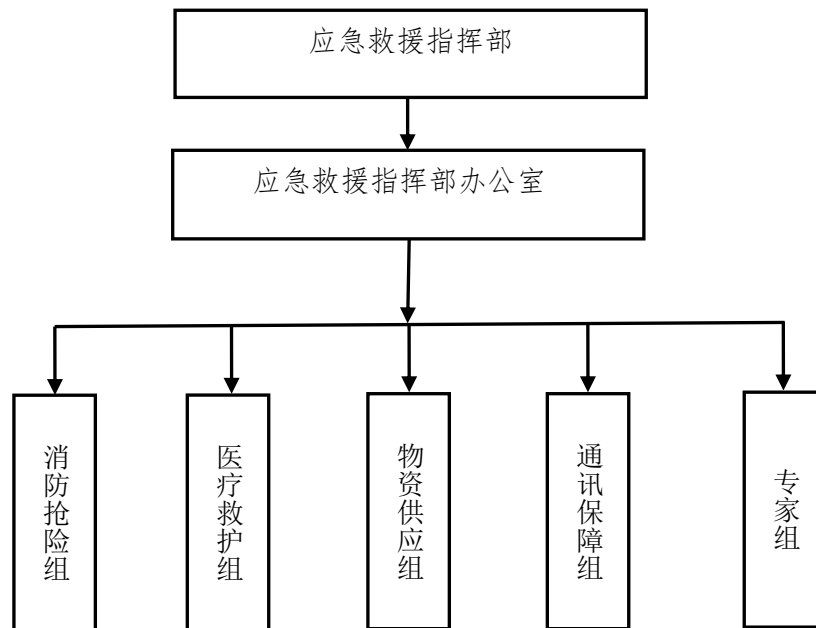 应急救援指挥部
应急救援指挥部办公室
消防抢险组
医疗救护组
物资供应组
通讯保障组
专家组